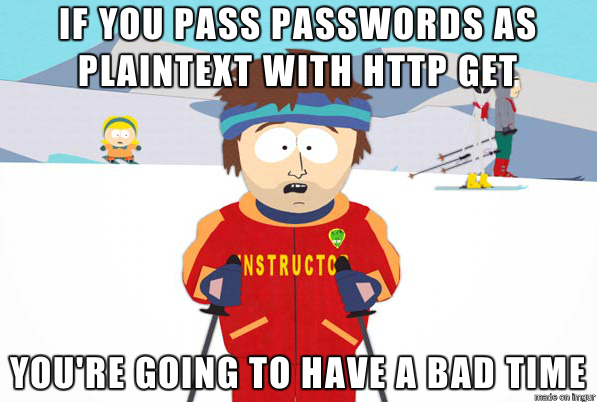 IF YOU PASS PASSWORDS AS
PLAINTEXT WITH HTTP GET
INSTRUCTO
YOU'RE GOING TO HAVE A BAD TIME
made on imgur